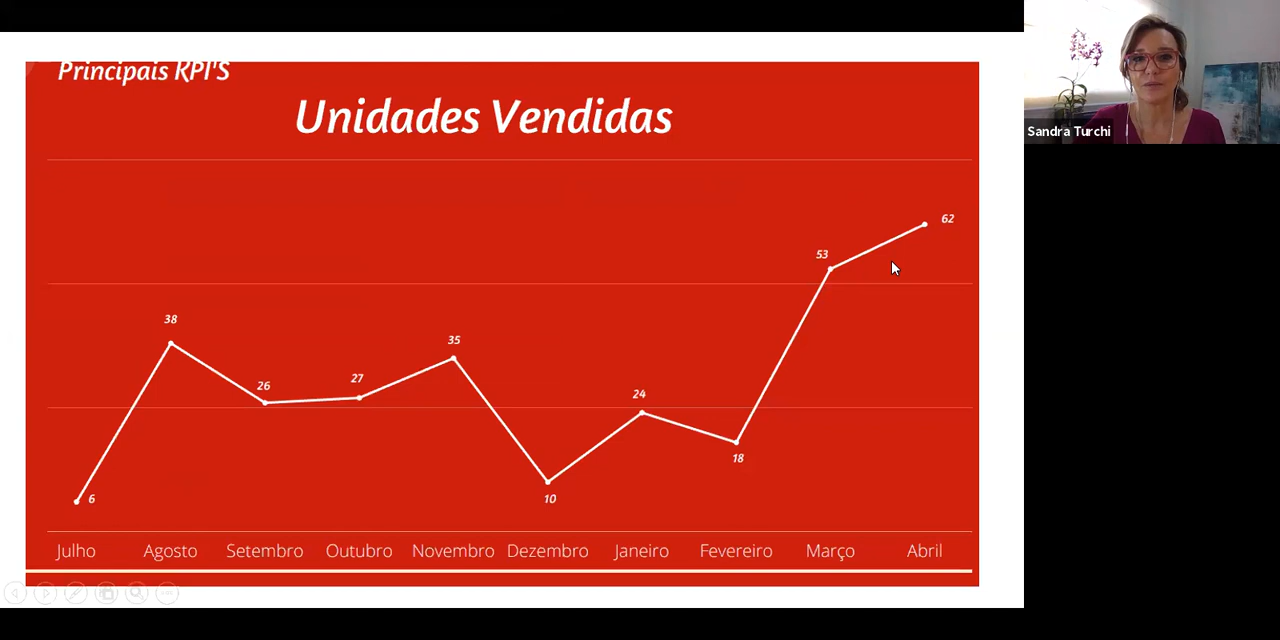 Principais RPI'S
Unidades Vendidas
62
53
38
35
27
26
24
18
10
6
Julho Agosto Setembro Outubro Novembro Dezembro Janeiro Fevereiro Março Abril
Sandra Turchi